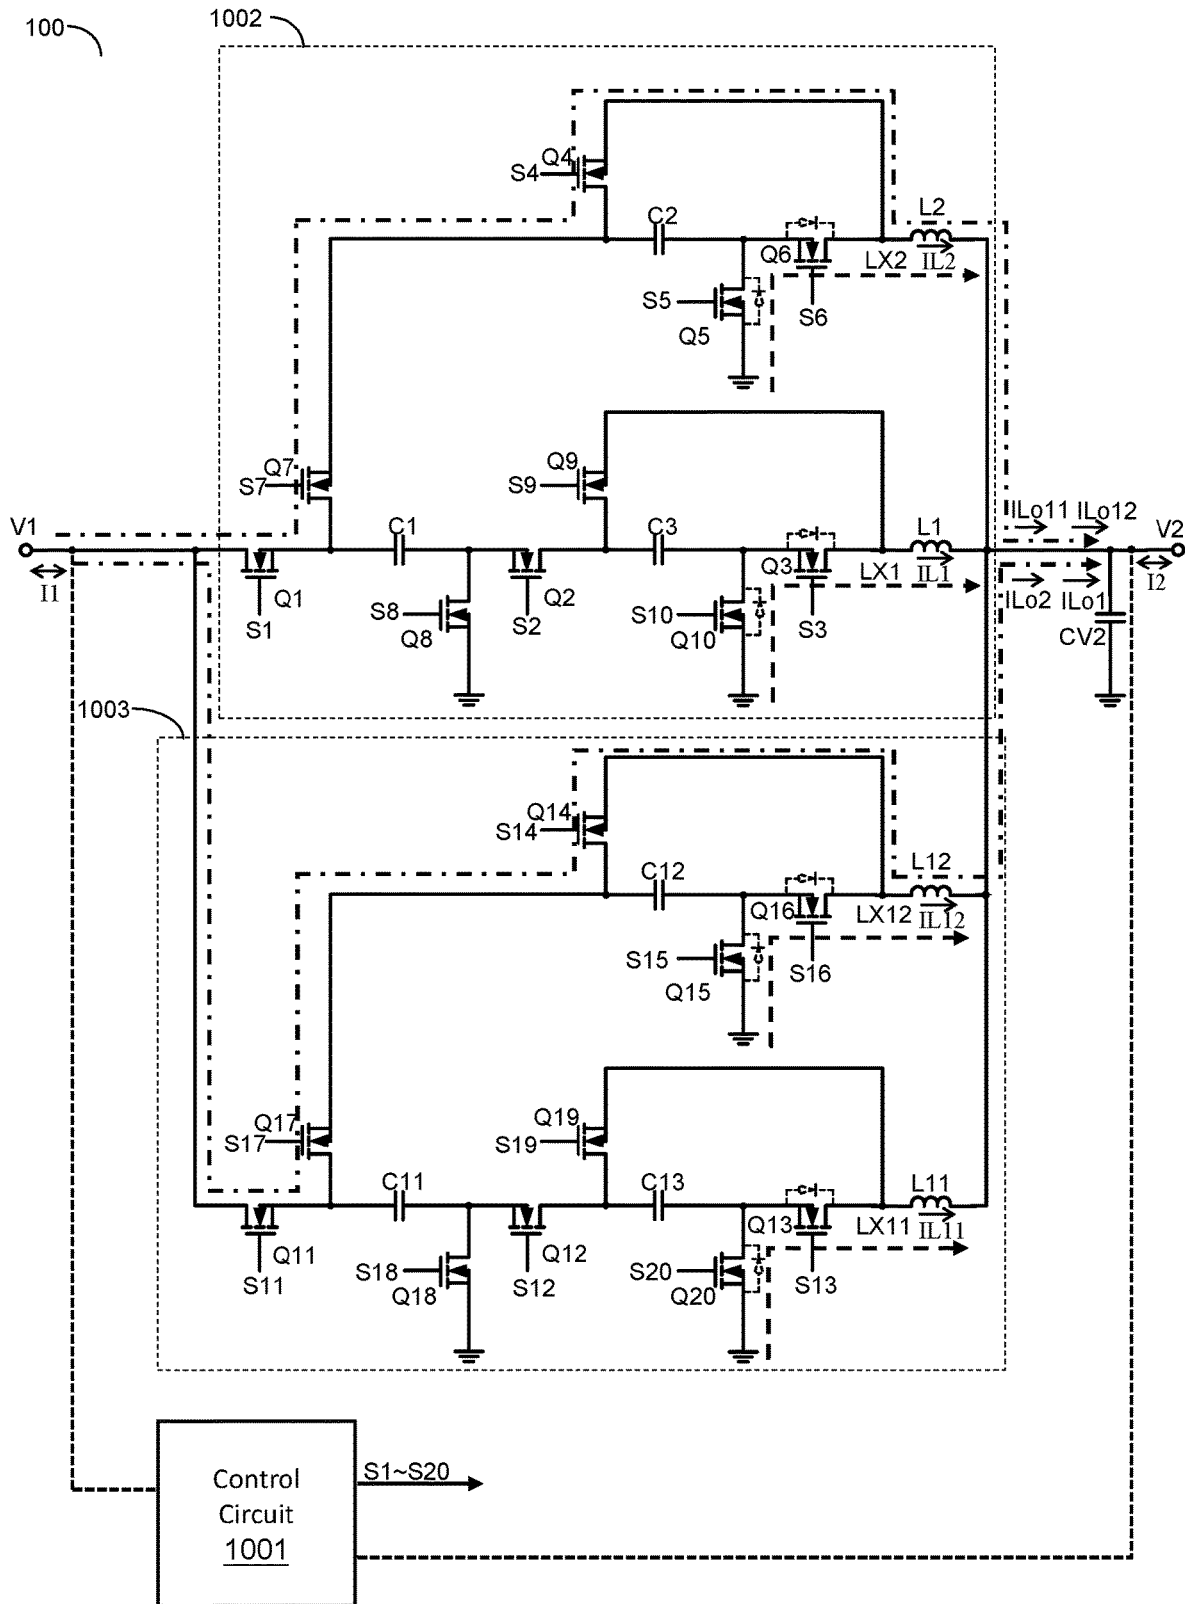 100
1002
Q4
S4
C2
L2
Q6
LX2
IL2
S5
Q5
S6
Q7
S7
Q9
S9
V1
I1
C1
C3
L1
ILo11
ILo12
V2
Q1
S1
S8
Q8
Q2
S2
S10
Q10
Q3
S3
LX1
IL1
ILo2
ILo1
I2
CV2
1003
Q14
S14
C12
L12
Q16
LX12
IL12
S15
Q15
S16
Q17
S17
Q19
S19
C11
C13
L11
Q11
S11
S18
Q18
Q12
S12
S20
Q20
Q13
S13
LX11
IL11
Control
Circuit
1001
S1~S20